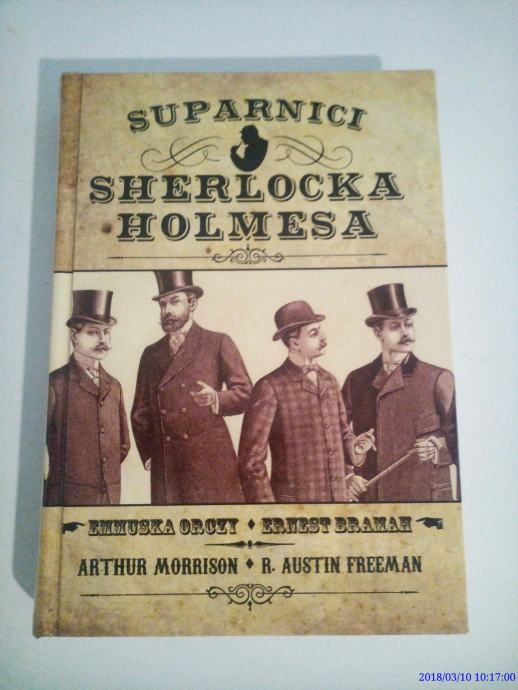 SUPARNICI
SHERLOCKA
HOLMESA
EMMUSKA ORCZY ♦ ERNEST BRAMAH
ARTHUR MORRISON ♦ R. AUSTIN FREEMAN
2018/03/10 10:17:00